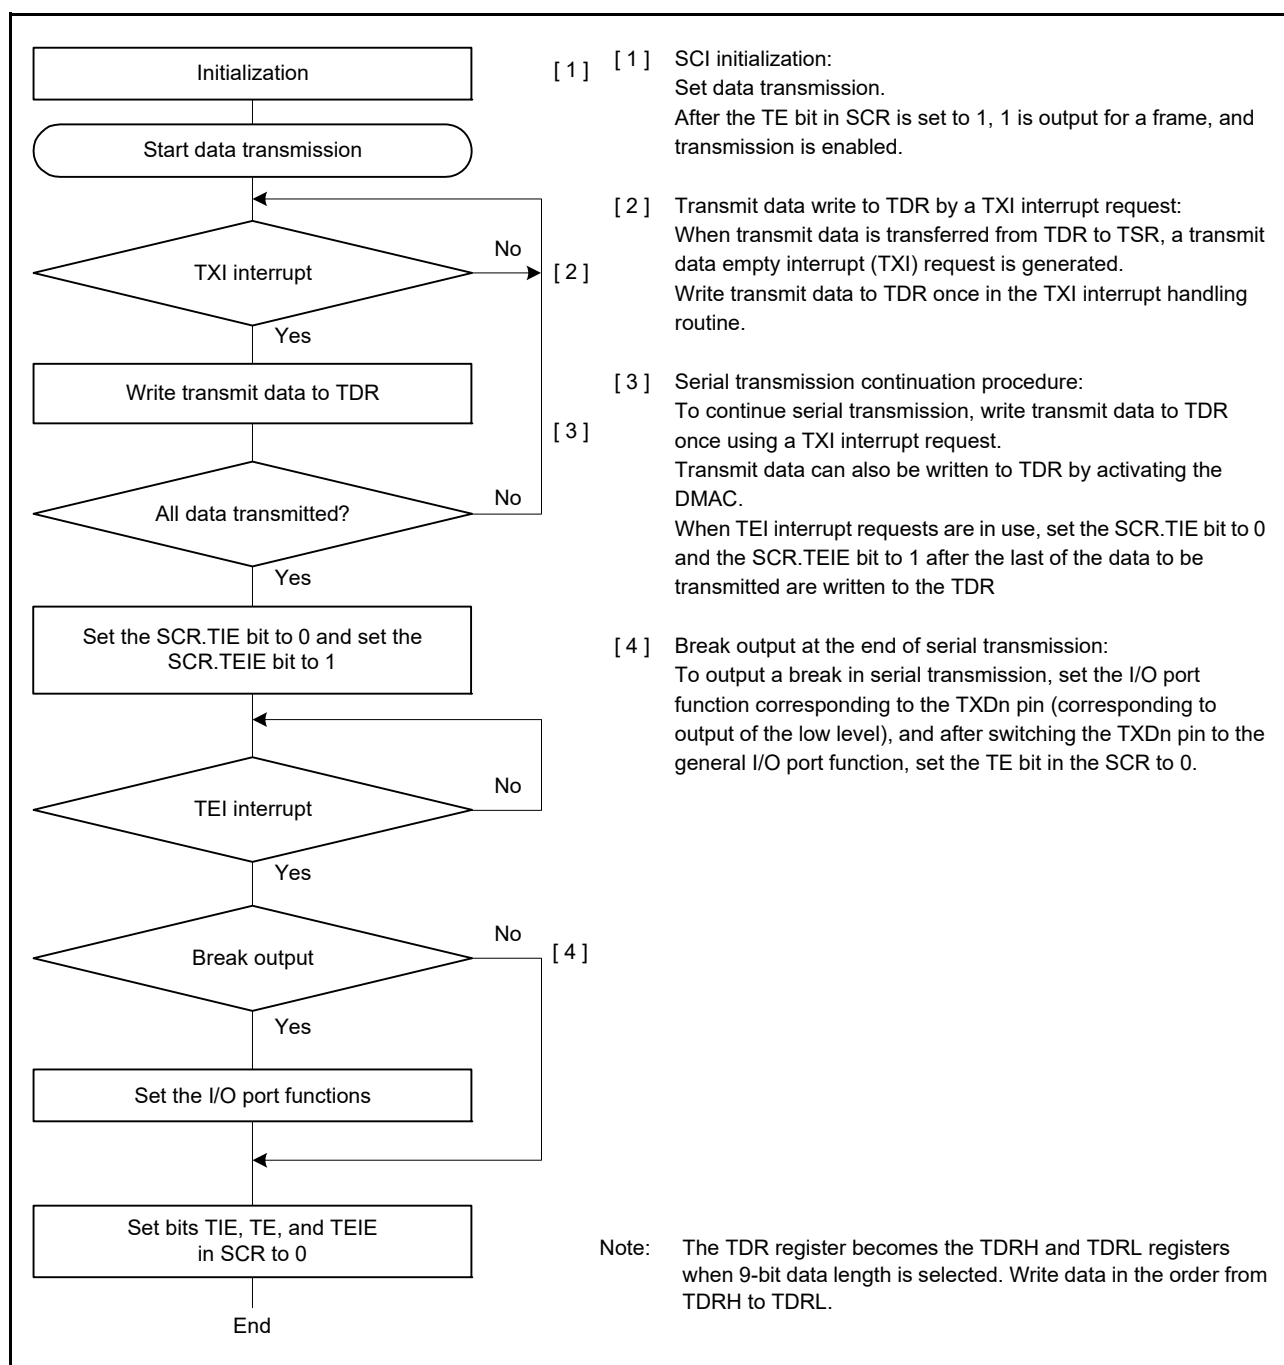 Initialization
[ 1 ]
Start data transmission
TXI interrupt
No
[ 2 ]
Yes
Write transmit data to TDR
[ 3 ]
All data transmitted?
No
Yes
Set the SCR.TIE bit to 0 and set the
SCR.TEIE bit to 1
TEI interrupt
No
Yes
Break output
No
[ 4 ]
Yes
Set the I/O port functions
Set bits TIE, TE, and TEIE
in SCR to 0
End
[ 1 ] SCI initialization:
Set data transmission.
After the TE bit in SCR is set to 1, 1 is output for a frame, and
transmission is enabled.
[ 2 ] Transmit data write to TDR by a TXI interrupt request:
When transmit data is transferred from TDR to TSR, a transmit
data empty interrupt (TXI) request is generated.
Write transmit data to TDR once in the TXI interrupt handling
routine.
[ 3 ] Serial transmission continuation procedure:
To continue serial transmission, write transmit data to TDR
once using a TXI interrupt request.
Transmit data can also be written to TDR by activating the
DMAC.
When TEI interrupt requests are in use, set the SCR.TIE bit to 0
and the SCR.TEIE bit to 1 after the last of the data to be
transmitted are written to the TDR
[ 4 ] Break output at the end of serial transmission:
To output a break in serial transmission, set the I/O port
function corresponding to the TXDn pin (corresponding to
output of the low level), and after switching the TXDn pin to the
general I/O port function, set the TE bit in the SCR to 0.
Note: The TDR register becomes the TDRH and TDRL registers
when 9-bit data length is selected. Write data in the order from
TDRH to TDRL.